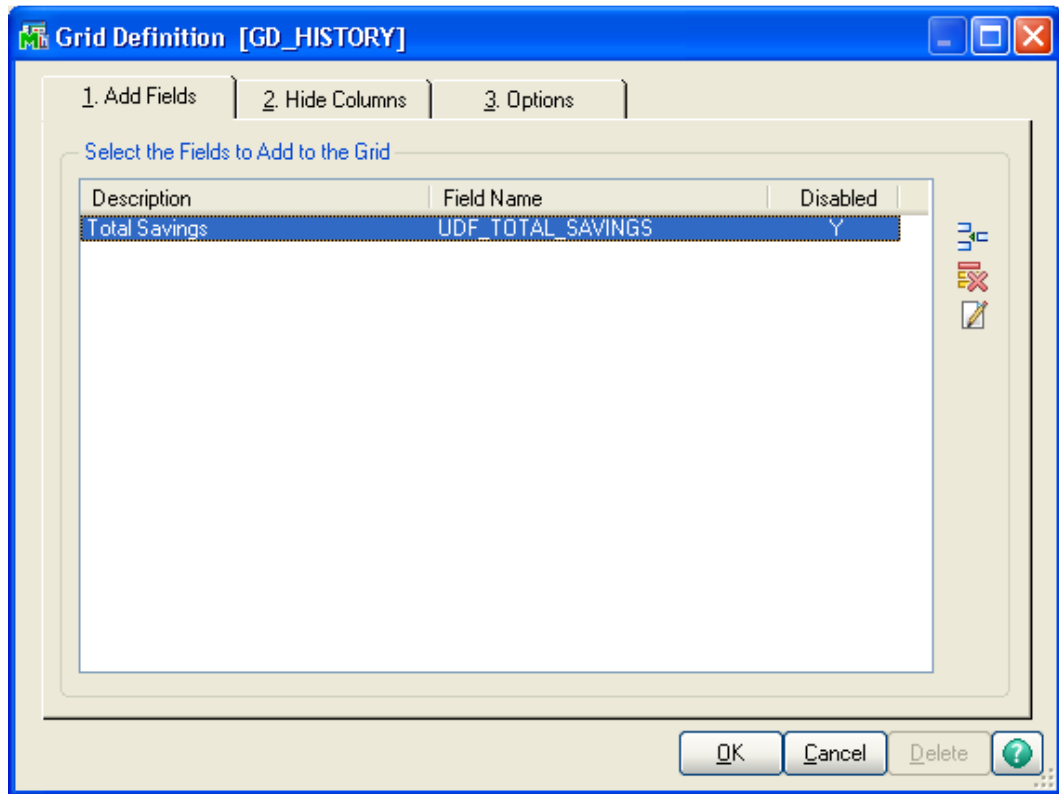 Grid Definition [GD_HISTORY]
1. Add Fields 2. Hide Columns 3. Options
Select the Fields to Add to the Grid
Description Field Name Disabled
Total Savings UDF_TOTAL_SAVINGS Y
OK Cancel Delete ?